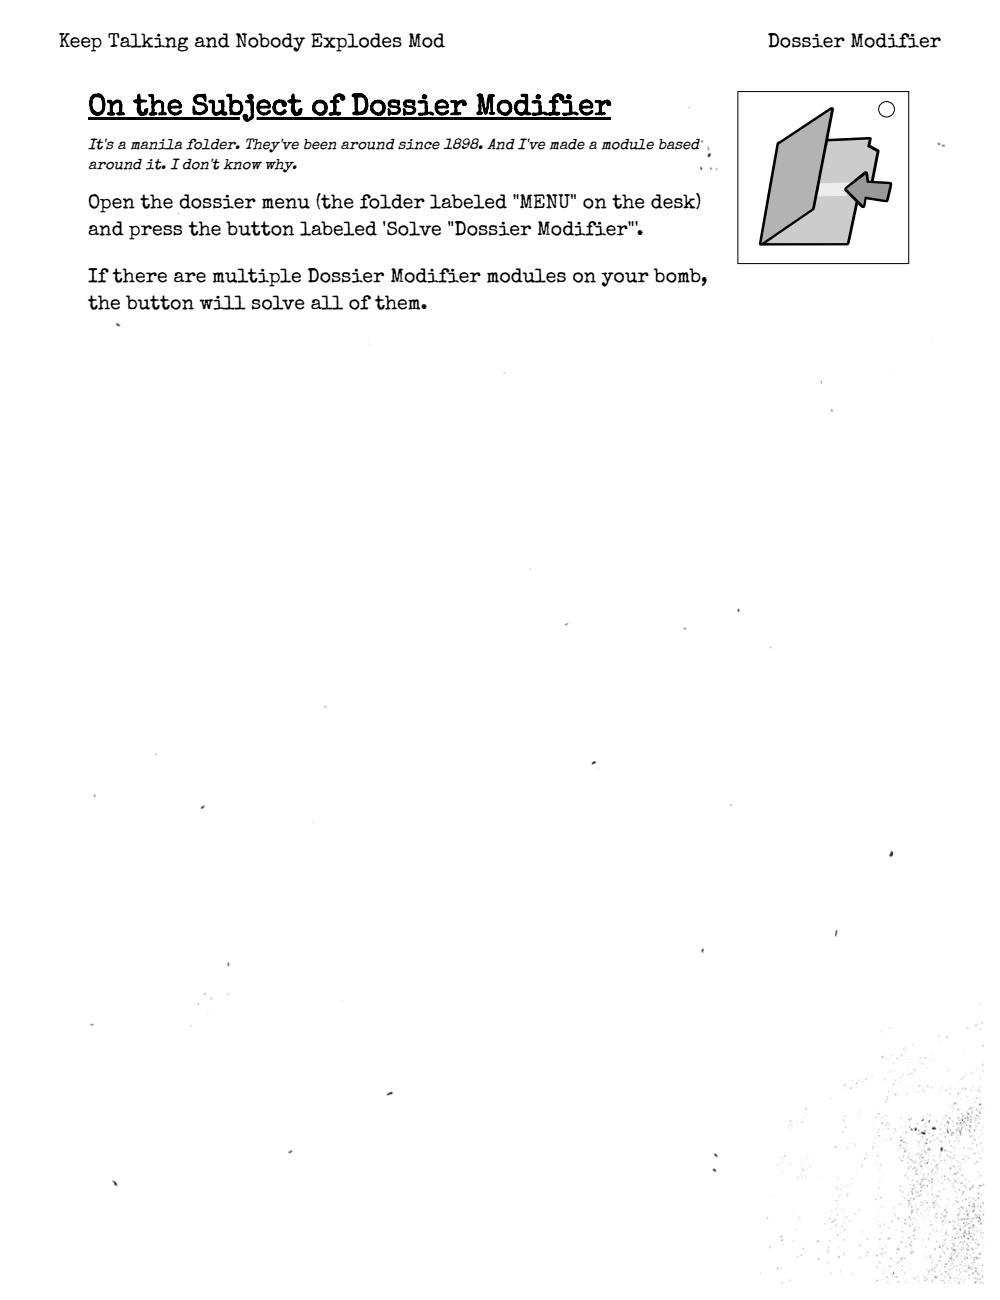 Keep Talking and Nobody Explodes Mod
Dossier Modifier
On the Subject of Dossier Modifier
It's a manila folder. They've been around since 1898. And I've made a module based
around it. I don't know why.
Open the dossier menu (the folder labeled "MENU" on the desk)
and press the button labeled 'Solve "Dossier Modifier"'.
If there are multiple Dossier Modifier modules on your bomb,
the button will solve all of them.